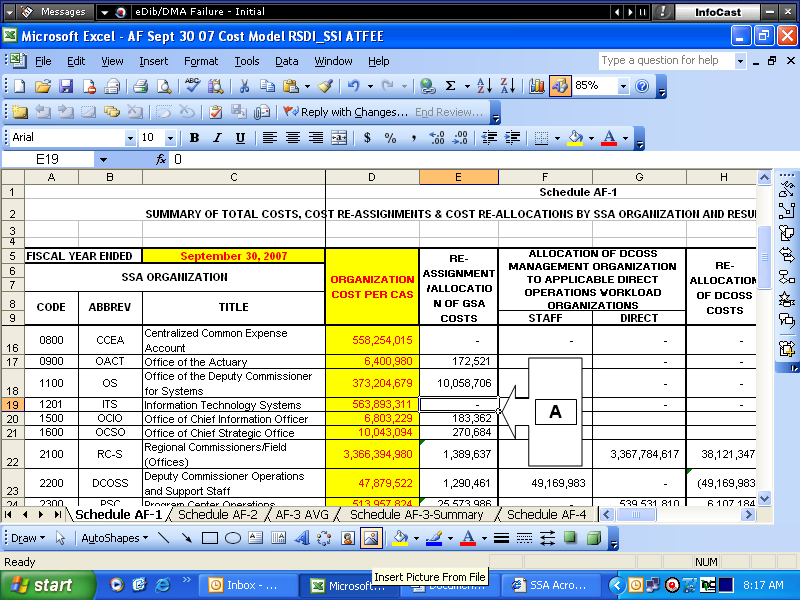 Messages eDib/DMA Failure - Initial InfoCast
Microsoft Excel - AF Sept 30 07 Cost Model RSDI_SSI ATFEE
File Edit View Insert Format Tools Data Window Help Type a question for help
85%
Reply with Changes... End Review...
Arial 10 B I U $ % ,
E19 fx 0
A B C D E F G H
1 Schedule AF-1
2 SUMMARY OF TOTAL COSTS, COST RE-ASSIGNMENTS & COST RE-ALLOCATIONS BY SSA ORGANIZATION AND RESU
3
4
5 FISCAL YEAR ENDED September 30, 2007
6
7
8
9
SSA ORGANIZATION
CODE ABBREV TITLE
ORGANIZATION
COST PER CAS
RE-
ASSIGNMENT
/ALLOCATIO
N OF GSA
COSTS
ALLOCATION OF DCOSS
MANAGEMENT ORGANIZATION
TO APPLICABLE DIRECT
OPERATIONS WORKLOAD
ORGANIZATIONS
STAFF DIRECT
RE-
ALLOCATION
OF DCOSS
COSTS
16 0800 CCEA Centralized Common Expense
Account 558,254,015 - - - -
17 0900 OACT Office of the Actuary 6,400,980 172,521 - -
18 1100 OS Office of the Deputy Commissioner
for Systems 373,204,679 10,058,706 - -
19 1201 ITS Information Technology Systems 563,893,311 - - -
20 1500 OCIO Office of Chief Information Officer 6,803,229 183,362 - -
21 1600 OCSO Office of Chief Strategic Office 10,043,094 270,684 - -
22 2100 RC-S Regional Commissioners/Field
(Offices) 3,366,394,980 1,389,637 3,367,784,617 38,121,347
23 2200 DCOSS Deputy Commissioner Operations
and Support Staff 47,879,522 1,290,461 49,169,983 - (49,169,983)
24 2300 PSC Program Center Operations 513,957,824 25,573,986 539,531,810 6,107,184
A
Schedule AF-1 Schedule AF-2 AF-3 AVG Schedule AF-3-Summary Schedule AF-4
Draw AutoShapes
Ready NUM
Insert Picture From File
start Inbox - ... Microsoft... Document... SSA Acro... 8:17 AM